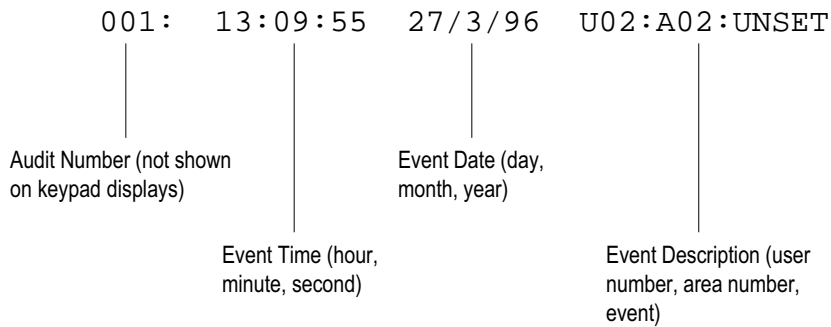 001: 13:09:55 27/3/96 U02:A02:UNSET
Audit Number (not shown
on keypad displays)
Event Date (day,
month, year)
Event Time (hour,
minute, second)
Event Description (user
number, area number,
event)